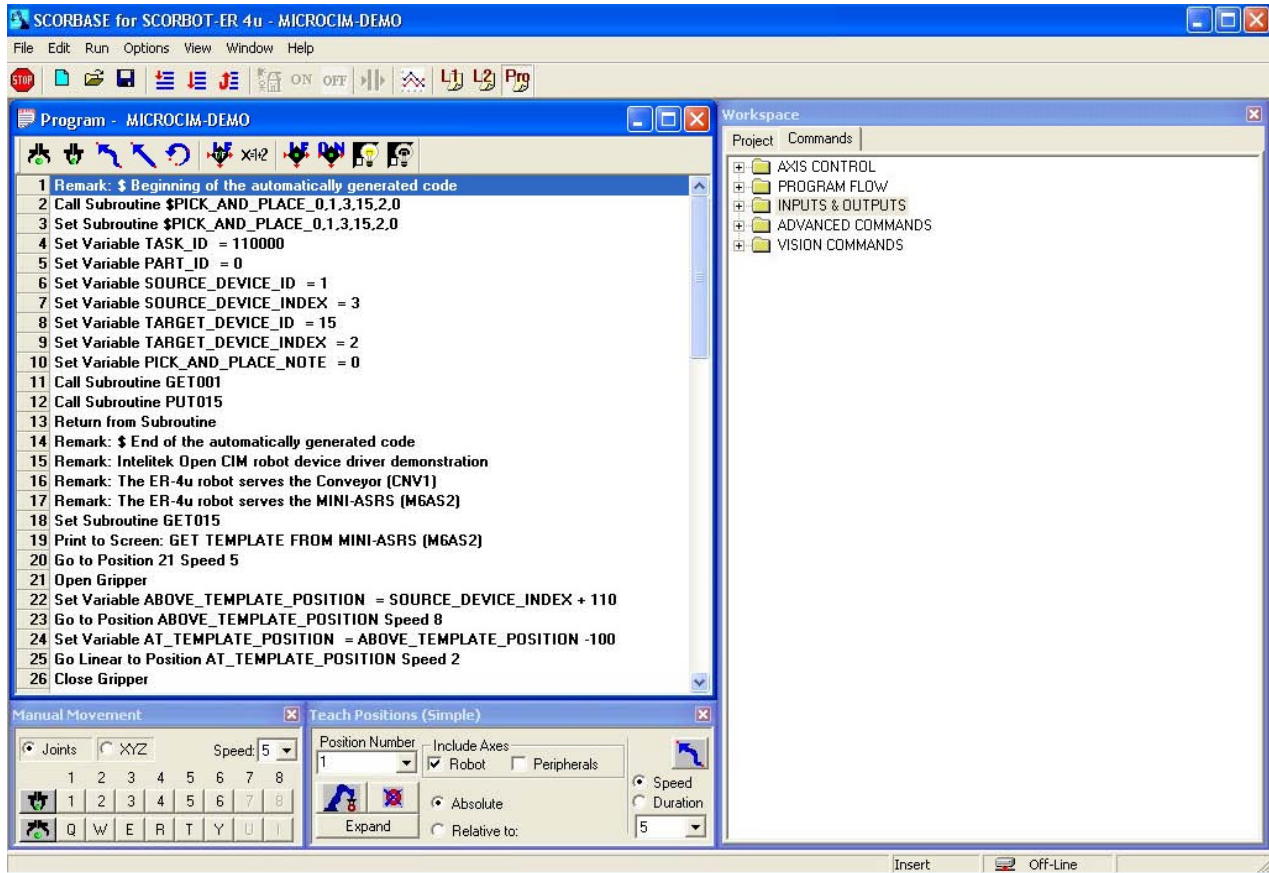 SCORBASE for SCORBOT-ER 4u - MICROCIM-DEMO
File Edit Run Options View Window Help
STOP ON OFF L1 L2 Prg
Program - MICROCIM-DEMO
1 Remark: $ Beginning of the automatically generated code
2 Call Subroutine $PICK_AND_PLACE_0,1,3,15,2,0
3 Set Subroutine $PICK_AND_PLACE_0,1,3,15,2,0
4 Set Variable TASK_ID = 110000
5 Set Variable PART_ID = 0
6 Set Variable SOURCE_DEVICE_ID = 1
7 Set Variable SOURCE_DEVICE_INDEX = 3
8 Set Variable TARGET_DEVICE_ID = 15
9 Set Variable TARGET_DEVICE_INDEX = 2
10 Set Variable PICK_AND_PLACE_NOTE = 0
11 Call Subroutine GET001
12 Call Subroutine PUT015
13 Return from Subroutine
14 Remark: $ End of the automatically generated code
15 Remark: Intelitek Open CIM robot device driver demonstration
16 Remark: The ER-4u robot serves the Conveyor (CNV1)
17 Remark: The ER-4u robot serves the MINI-ASRS (M6AS2)
18 Set Subroutine GET015
19 Print to Screen: GET TEMPLATE FROM MINI-ASRS (M6AS2)
20 Go to Position 21 Speed 5
21 Open Gripper
22 Set Variable ABOVE_TEMPLATE_POSITION = SOURCE_DEVICE_INDEX + 110
23 Go to Position ABOVE_TEMPLATE_POSITION Speed 8
24 Set Variable AT_TEMPLATE_POSITION = ABOVE_TEMPLATE_POSITION -100
25 Go Linear to Position AT_TEMPLATE_POSITION Speed 2
26 Close Gripper
Workspace
Project Commands
AXIS CONTROL
PROGRAM FLOW
INPUTS & OUTPUTS
ADVANCED COMMANDS
VISION COMMANDS
Manual Movement
Joints XYZ Speed: 5
1 2 3 4 5 6 7 8
1 2 3 4 5 6 7 8
Q W E R T Y U I
Teach Positions (Simple)
Position Number Include Axes
1 Robot Peripherals
Absolute
Expand Relative to:
Speed
Duration
5
Insert Off-Line